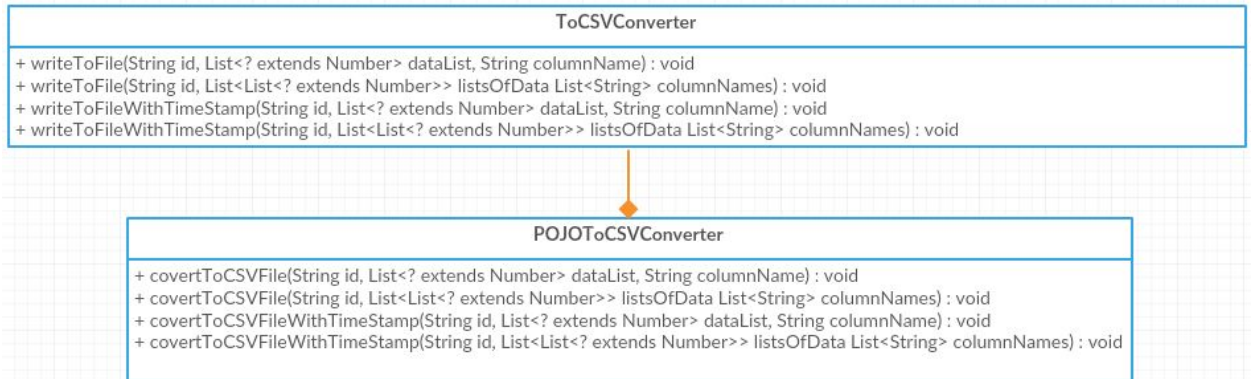 ToCSVConverter
+ writeToFile(String id, List<? extends Number> dataList, String columnName) : void
+ writeToFile(String id, List<List<? extends Number>> listsOfData List<String> columnNames) : void
+ writeToFileWithTimeStamp(String id, List<? extends Number> dataList, String columnName) : void
+ writeToFileWithTimeStamp(String id, List<List<? extends Number>> listsOfData List<String> columnNames) : void
POJOToCSVConverter
+ covertToCSVFile(String id, List<? extends Number> dataList, String columnName) : void
+ covertToCSVFile(String id, List<List<? extends Number>> listsOfData List<String> columnNames) : void
+ covertToCSVFileWithTimeStamp(String id, List<? extends Number> dataList, String columnName) : void
+ covertToCSVFileWithTimeStamp(String id, List<List<? extends Number>> listsOfData List<String> columnNames) : void